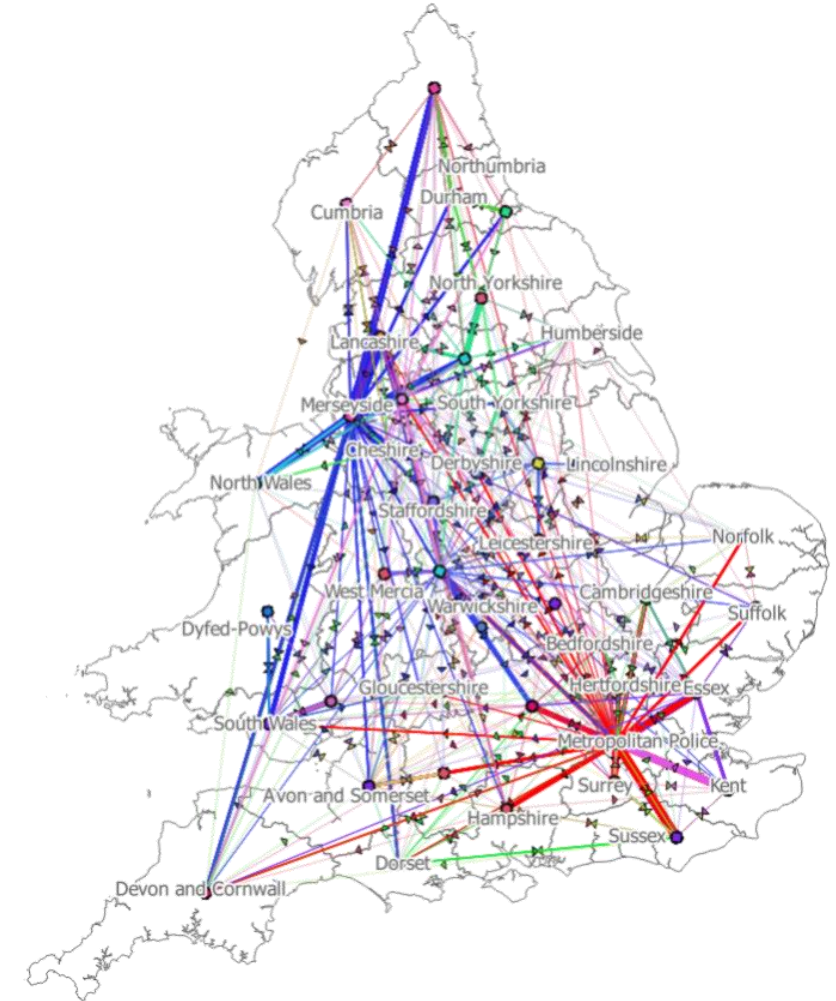 Northumbria
Durham
Cumbria
North Yorkshire
Humberside
Lancashire
Merseyside
South Yorkshire
Cheshire
Derbyshire
Lincolnshire
North Wales
Staffordshire
Norfolk
Leicestershire
West Mercia
Cambridgeshire
Warwickshire
Suffolk
Dyfed-Powys
Bedfordshire
Gloucestershire
Hertfordshire
Essex
South Wales
Metropolitan Police
Avon and Somerset
Surrey
Kent
Hampshire
Sussex
Dorset
Devon and Cornwall